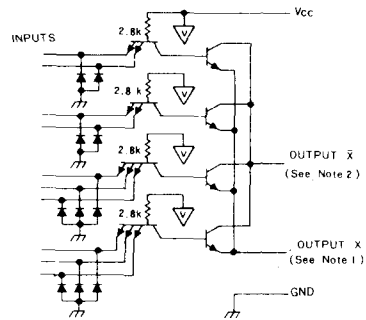 Vcc
INPUTS
2.8k
V
2.8 k
V
2.8k
V
OUTPUT X̄
(See Note 2)
2.8k
V
OUTPUT X
(See Note 1)
GND